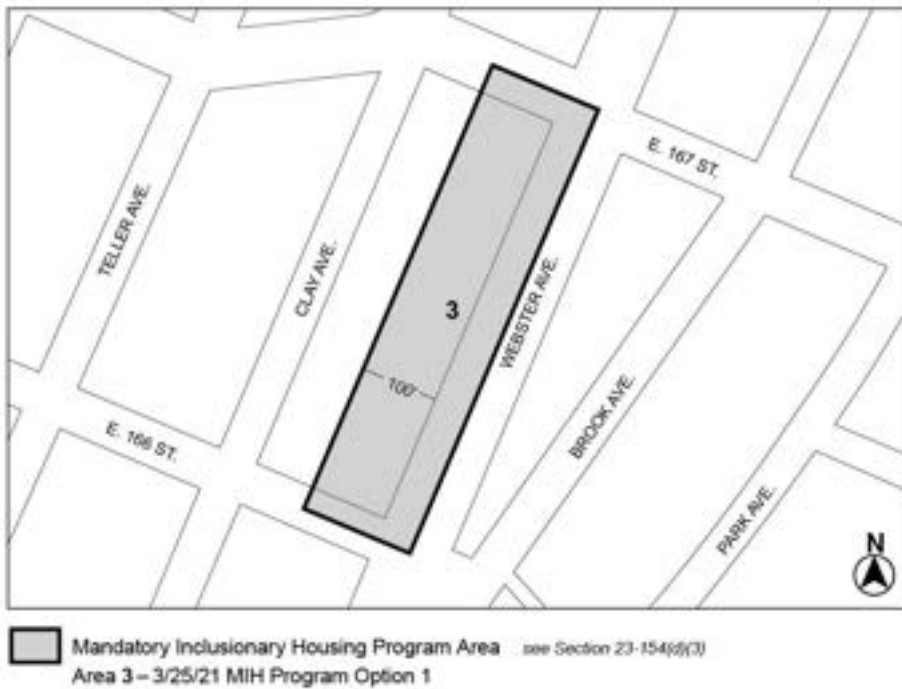 E. 167 ST.
TELLER AVE.
CLAY AVE.
3
WEBSTER AVE.
100'
BROOK AVE.
E. 166 ST.
PARK AVE.
N
Mandatory Inclusionary Housing Program Area see Section 23-154(d)(3)
Area 3 – 3/25/21 MIH Program Option 1